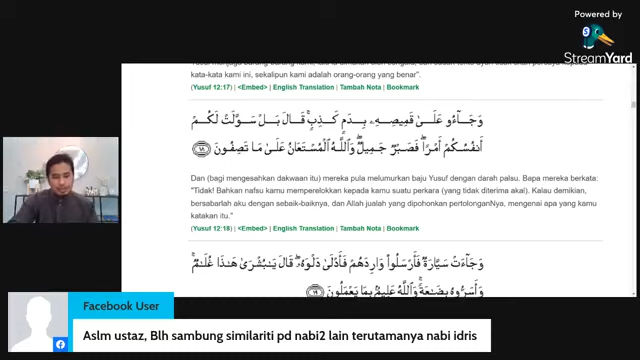 Powered by
StreamYard
kata-kata kami ini, sekalipun kami adalah orang-orang yang benar".
(Yusuf 12:17) | <Embed> | English Translation | Tambah Nota | Bookmark
وَجَآءُو عَلَىٰ قَمِيصِهِۦ بِدَمٍ كَذِبٍ ۚ قَالَ بَلْ سَوَّلَتْ لَكُمْ
أَنفُسُكُمْ أَمْرًا ۖ فَصَبْرٌ جَمِيلٌ ۖ وَٱللَّهُ ٱلْمُسْتَعَانُ عَلَىٰ مَا تَصِفُونَ ١٨
Dan (bagi mengesahkan dakwaan itu) mereka pula melumurkan baju Yusuf dengan darah palsu. Bapa mereka berkata:
"Tidak! Bahkan nafsu kamu memperelokkan kepada kamu suatu perkara (yang tidak diterima akal). Kalau demikian,
bersabarlah aku dengan sebaik-baiknya, dan Allah jualah yang dipohonkan pertolonganNya, mengenai apa yang kamu
katakan itu."
(Yusuf 12:18) | <Embed> | English Translation | Tambah Nota | Bookmark
وَجَآءَتْ سَيَّارَةٌ فَأَرْسَلُوا۟ وَارِدَهُمْ فَأَدْلَىٰ دَلْوَهُۥ ۖ قَالَ يَٰبُشْرَىٰ هَٰذَا غُلَٰمٌ ۚ
وَأَسَرُّوهُ بِضَٰعَةً ۚ وَٱللَّهُ عَلِيمٌۢ بِمَا يَعْمَلُونَ ١٩
Facebook User
Aslm ustaz, Blh sambung similariti pd nabi2 lain terutamanya nabi idris